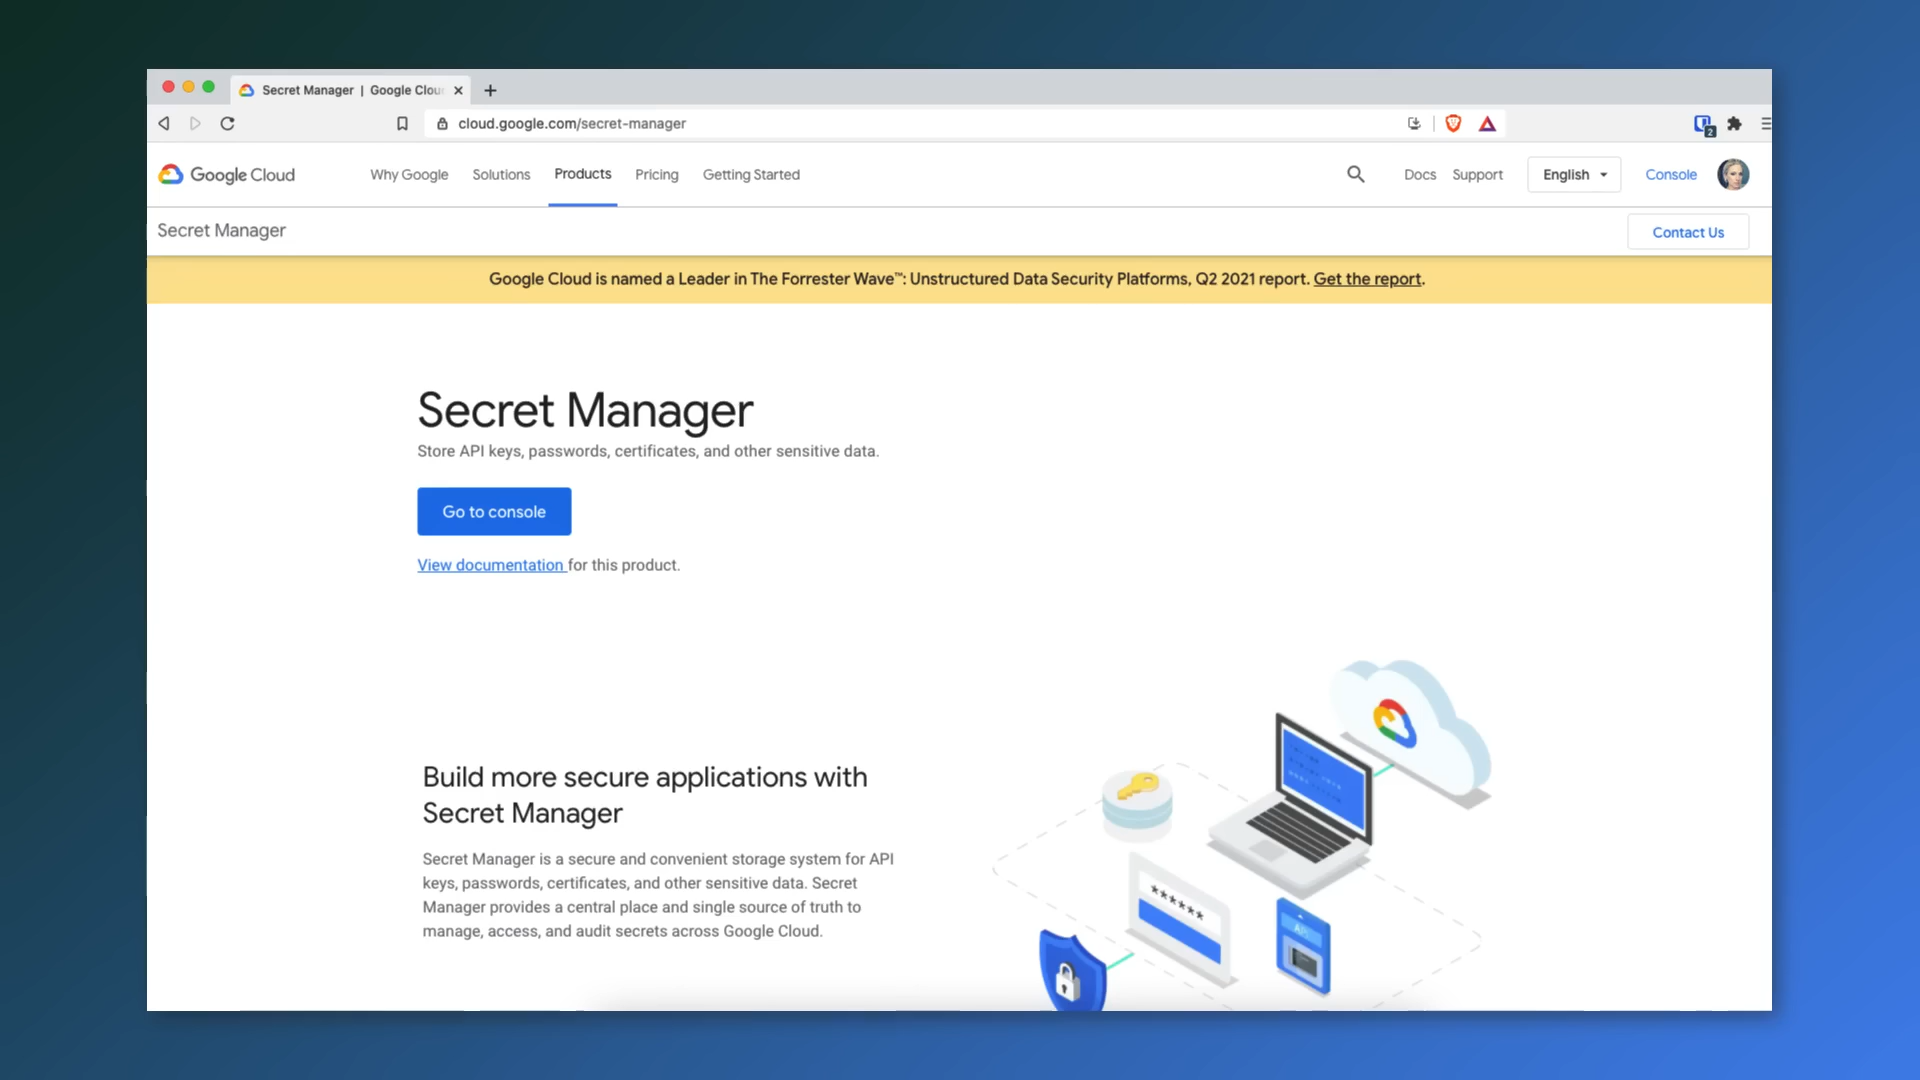 Secret Manager | Google Clou
cloud.google.com/secret-manager
2
Google Cloud
Why Google
Solutions
Products
Pricing
Getting Started
Docs
Support
English
Console
Secret Manager
Contact Us
Google Cloud is named a Leader in The Forrester Wave™: Unstructured Data Security Platforms, Q2 2021 report. Get the report.
Secret Manager
Store API keys, passwords, certificates, and other sensitive data.
Go to console
View documentation for this product.
Build more secure applications with
Secret Manager
Secret Manager is a secure and convenient storage system for API
keys, passwords, certificates, and other sensitive data. Secret
Manager provides a central place and single source of truth to
manage, access, and audit secrets across Google Cloud.
******
API